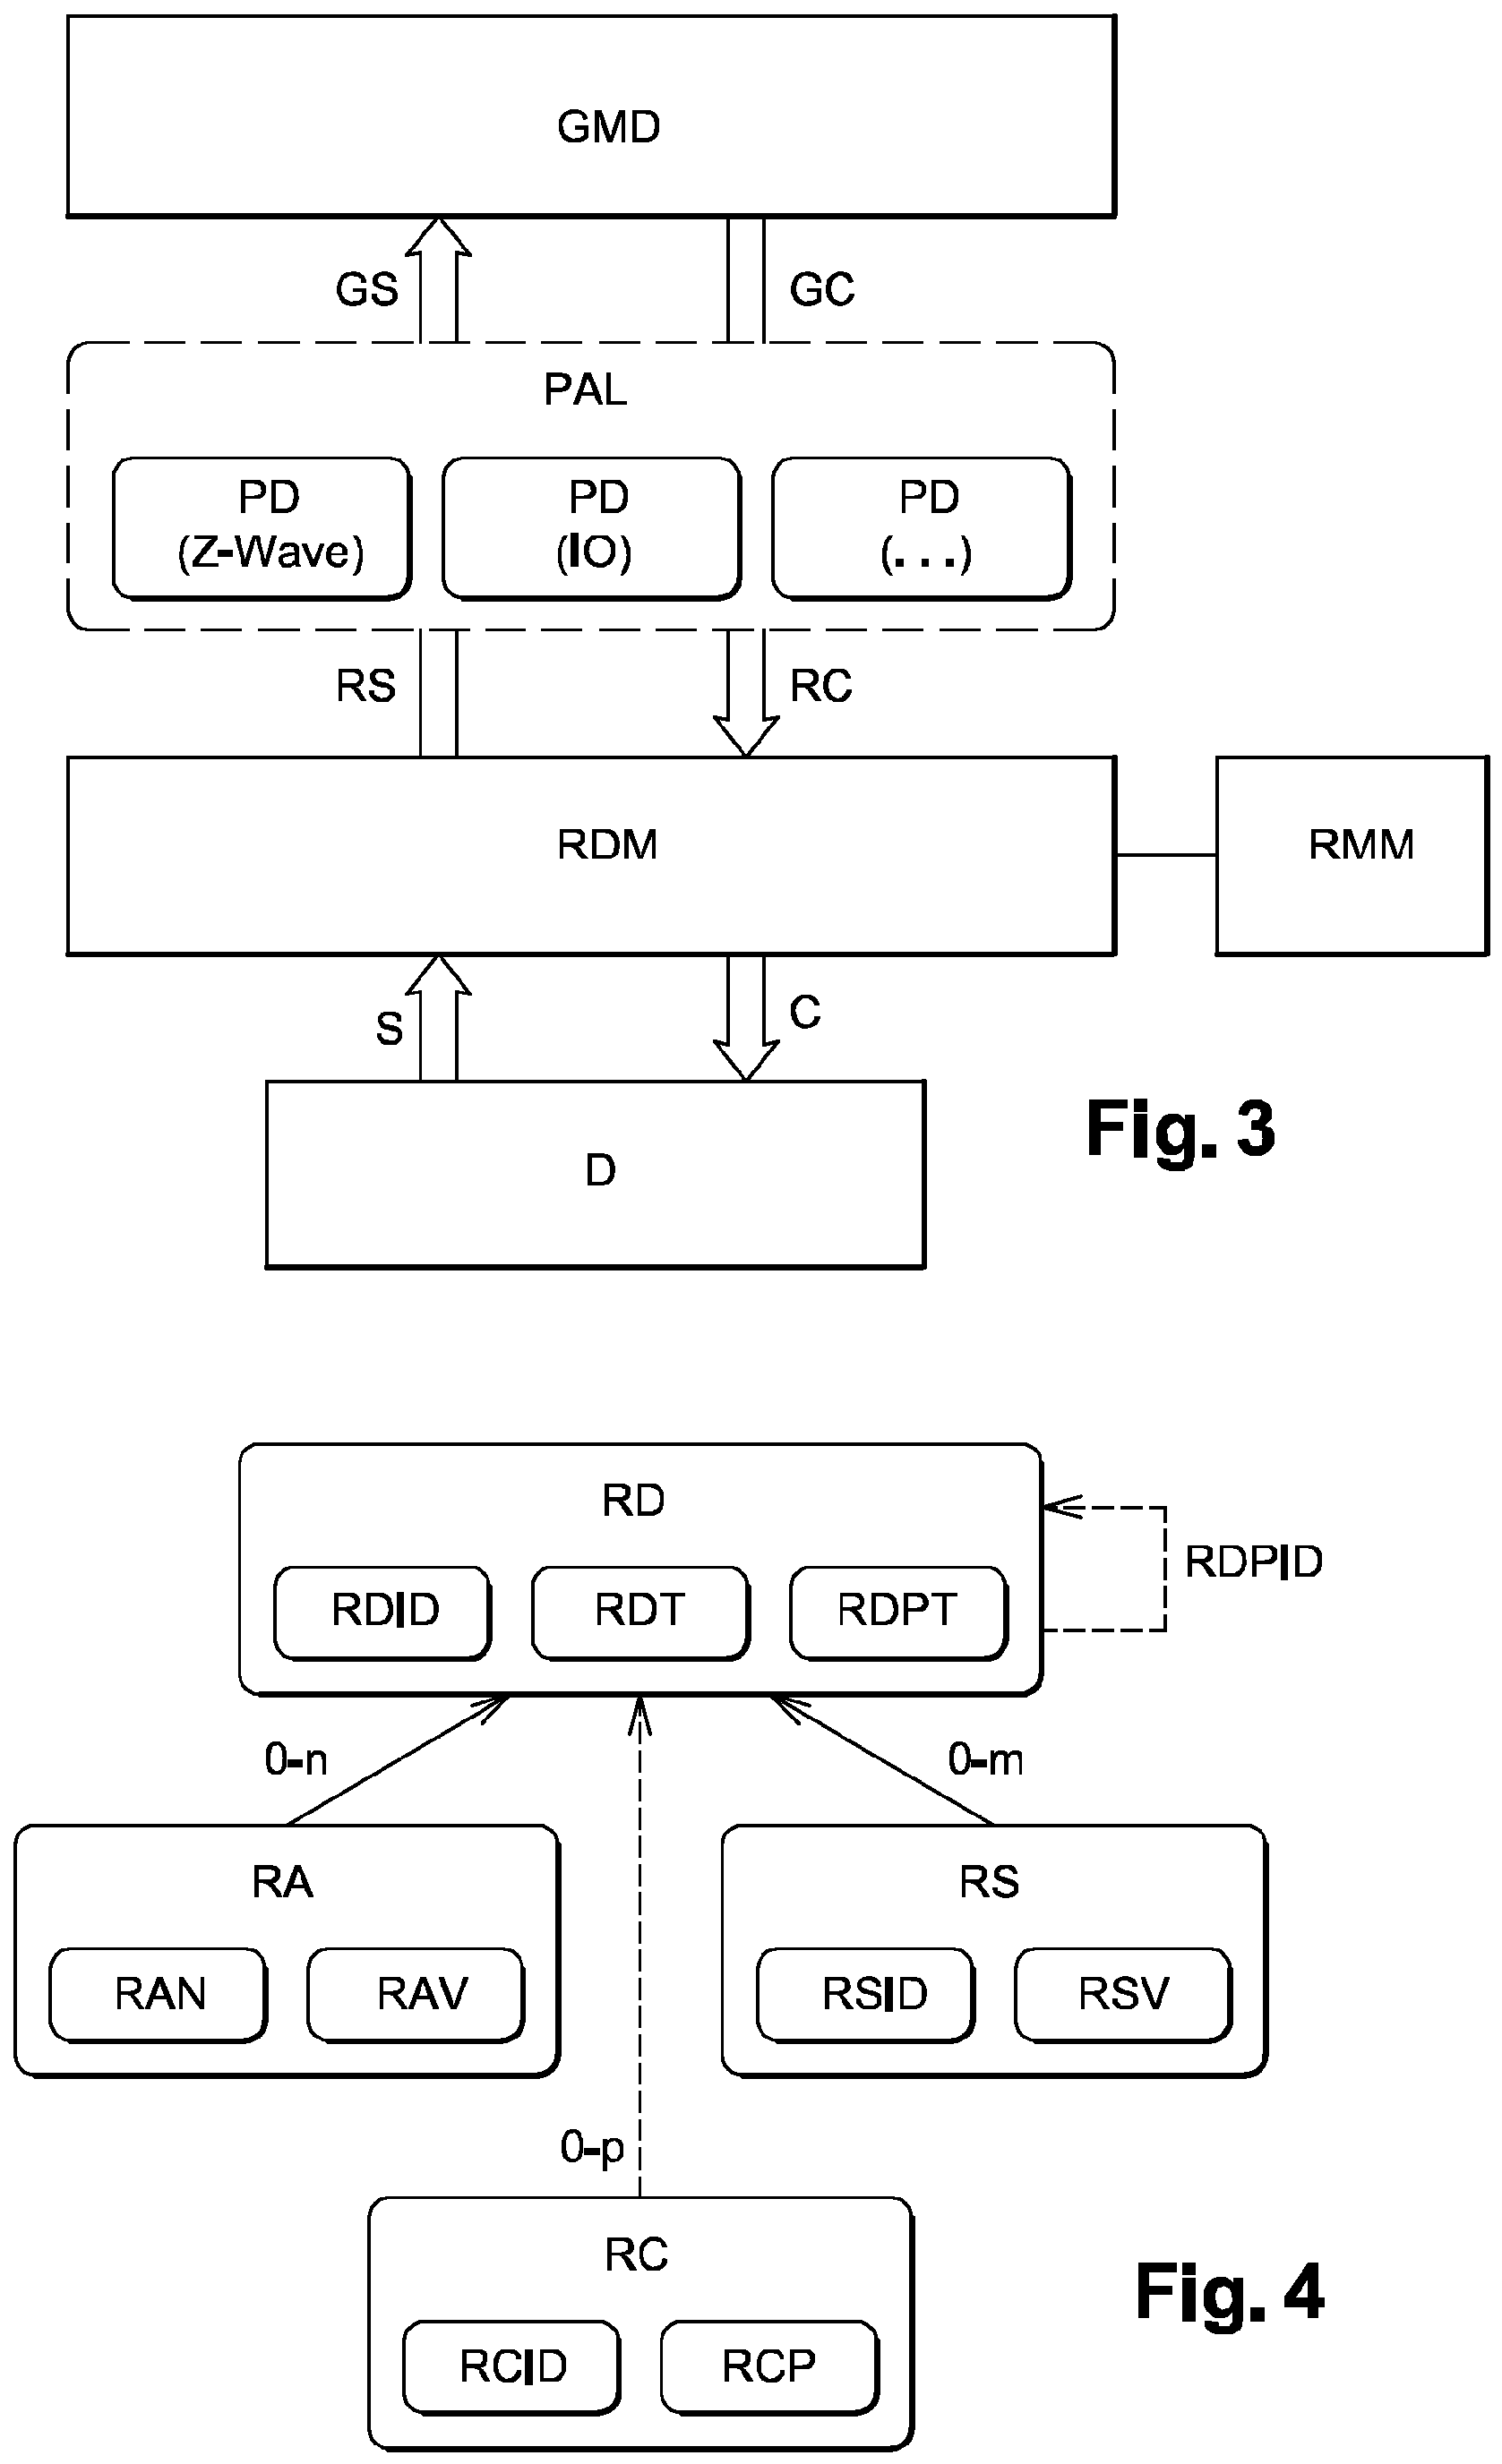 GMD
GS
GC
PAL
PD
(Z-Wave)
PD
(IO)
PD
(. . .)
RS
RC
RDM
RMM
S
C
D
Fig. 3
RD
RDID
RDT
RDPT
RDPID
0-n
0-m
RA
RAN
RAV
RS
RSID
RSV
0-p
RC
RCID
RCP
Fig. 4